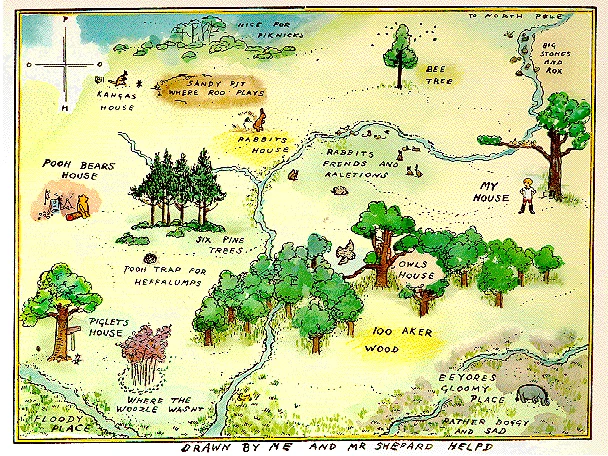 TO NORTH POLE
NICE FOR
PIKNICKS
BIG
STONES
AND
ROX
P
O O
H
BEE
TREE
KANGAS
HOUSE
SANDY PIT
WHERE ROO PLAYS
RABBITS
HOUSE
RABBITS
FRENDS AND
RALETIONS
POOH BEARS
HOUSE
MY
HOUSE
SIX PINE
TREES
POOH TRAP FOR
HEFFALUMPS
OWLS
HOUSE
PIGLETS
HOUSE
100 AKER
WOOD
WHERE THE
WOOZLE WASNT
EEYORES
GLOOMY
PLACE
FLOODY
PLACE
RATHER BOGGY
AND SAD
DRAWN BY ME AND MR SHEPARD HELPD